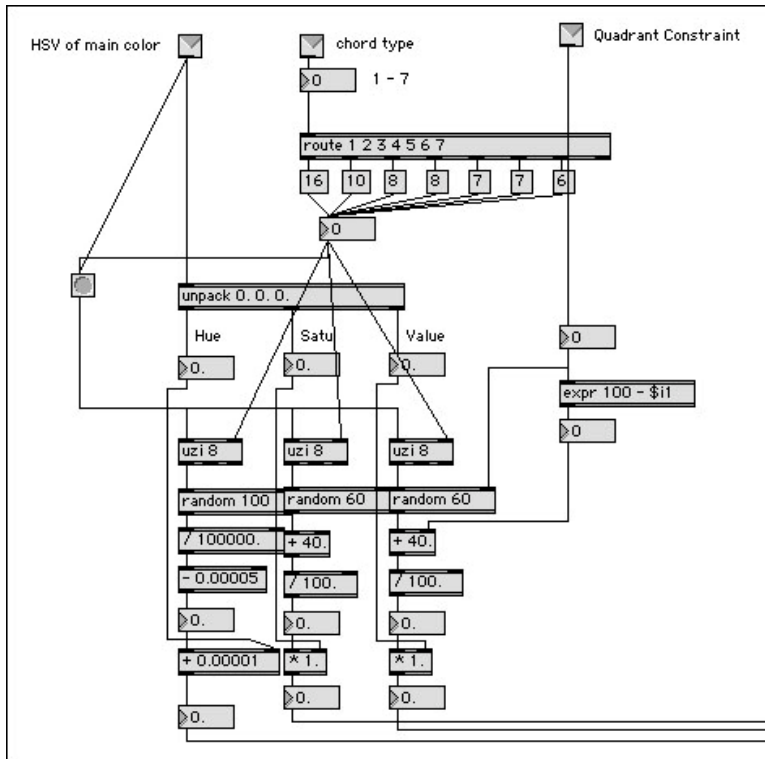 HSV of main color
chord type
Quadrant Constraint
0
1 - 7
route 1 2 3 4 5 6 7
16 10 8 8 7 7 6
0
unpack 0. 0. 0.
Hue Satu Value
0
0. 0. 0.
expr 100 - $i1
0
uzi 8 uzi 8 uzi 8
random 100 random 60 random 60
/ 100000. + 40. + 40.
- 0.00005 / 100. / 100.
0. 0. 0.
+ 0.00001 * 1. * 1.
0. 0.
0.